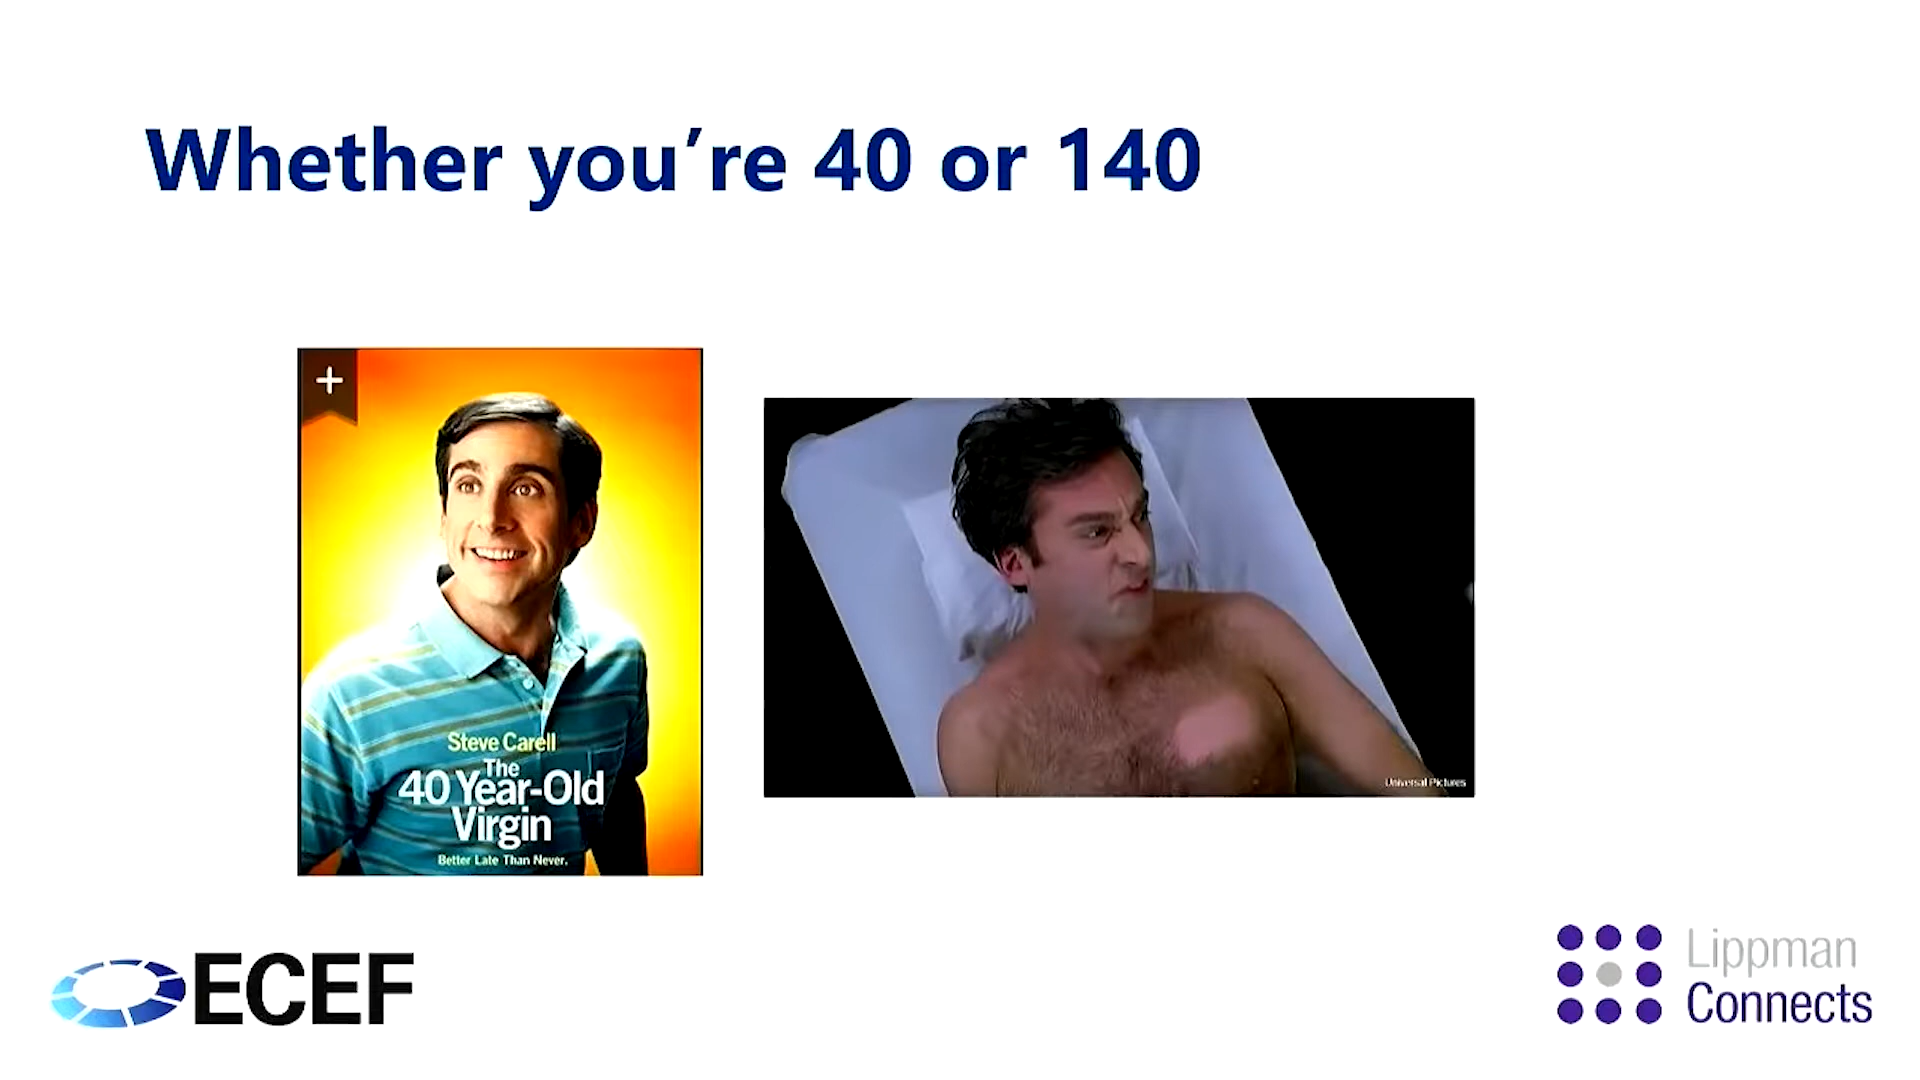 Whether you’re 40 or 140
+
Steve Carell
The
40 Year-Old
Virgin
Better Late Than Never.
Universal Pictures
ECEF
Lippman
Connects